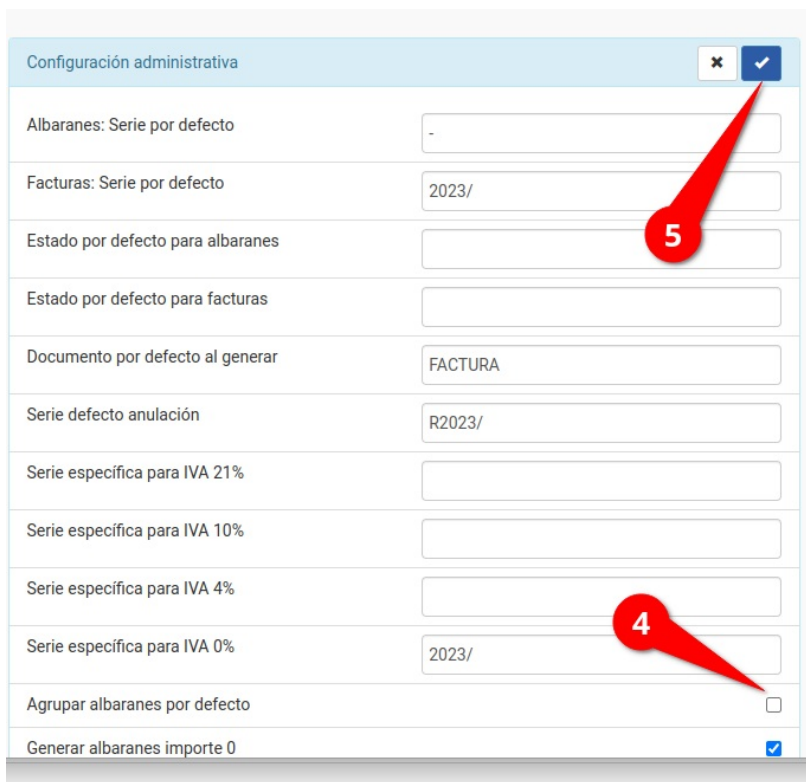 Configuración administrativa
Albaranes: Serie por defecto
-
Facturas: Serie por defecto
2023/
5
Estado por defecto para albaranes
Estado por defecto para facturas
Documento por defecto al generar
FACTURA
Serie defecto anulación
R2023/
Serie específica para IVA 21%
Serie específica para IVA 10%
Serie específica para IVA 4%
4
Serie específica para IVA 0%
2023/
Agrupar albaranes por defecto
Generar albaranes importe 0